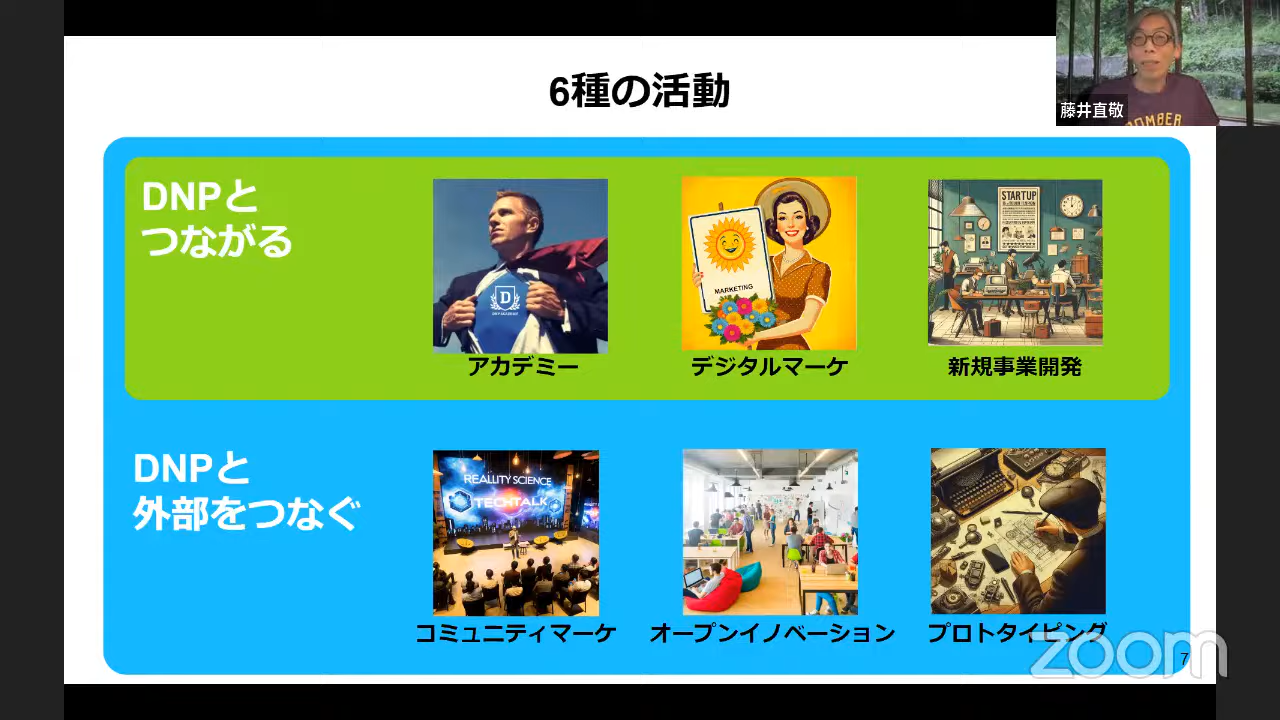 6種の活動
藤井直敬
DNPと
つながる
D
MARKETING
STARTUP
アカデミー
デジタルマーケ
新規事業開発
DNPと
外部をつなぐ
REALLITY SCIENCE
TECHTALK
コミュニティマーケ
オープンイノベーション
プロトタイピング
zoom
7